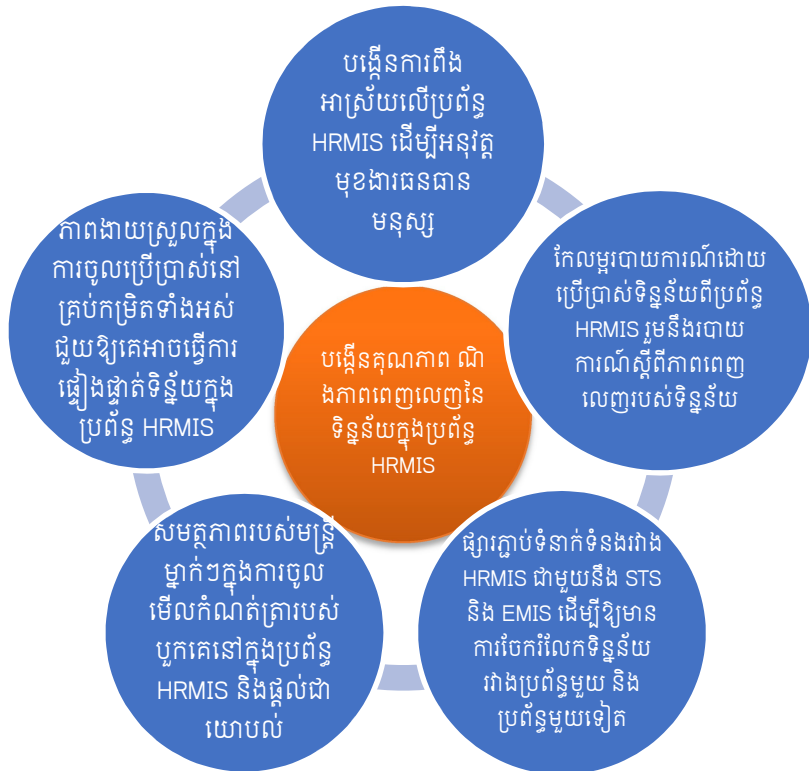 បង្កើនការពឹង
អាស្រ័យលើប្រព័ន្ធ
HRMIS ដើម្បីអនុវត្ត
មុខងារធនធាន
មនុស្ស
កែលម្អរបាយការណ៍ដោយ
ប្រើប្រាស់ទិន្នន័យពីប្រព័ន្ធ
HRMIS រួមនឹងរបាយ
ការណ៍ស្តីពីភាពពេញ
លេញរបស់ទិន្នន័យ
ផ្សារភ្ជាប់ទំនាក់ទំនងរវាង
HRMIS ជាមួយនឹង STS
និង EMIS ដើម្បីឱ្យមាន
ការចែករំលែកទិន្នន័យ
រវាងប្រព័ន្ធមួយ និង
ប្រព័ន្ធមួយទៀត
សមត្ថភាពរបស់មន្ត្រី
ម្នាក់ៗក្នុងការចូល
មើលកំណត់ត្រារបស់
បួកគេនៅក្នុងប្រព័ន្ធ
HRMIS និងផ្តល់ជា
យោបល់
ភាពងាយស្រួលក្នុង
ការចូលប្រើប្រាស់នៅ
គ្រប់កម្រិតទាំងអស់
ជួយឱ្យគេអាចធ្វើការ
ផ្ទៀងផ្ទាត់ទិន្ន័យក្នុង
ប្រព័ន្ធ HRMIS
បង្កើនគុណភាព ណិ
ងភាពពេញលេញនៃ
ទិន្នន័យក្នុងប្រព័ន្ធ
HRMIS